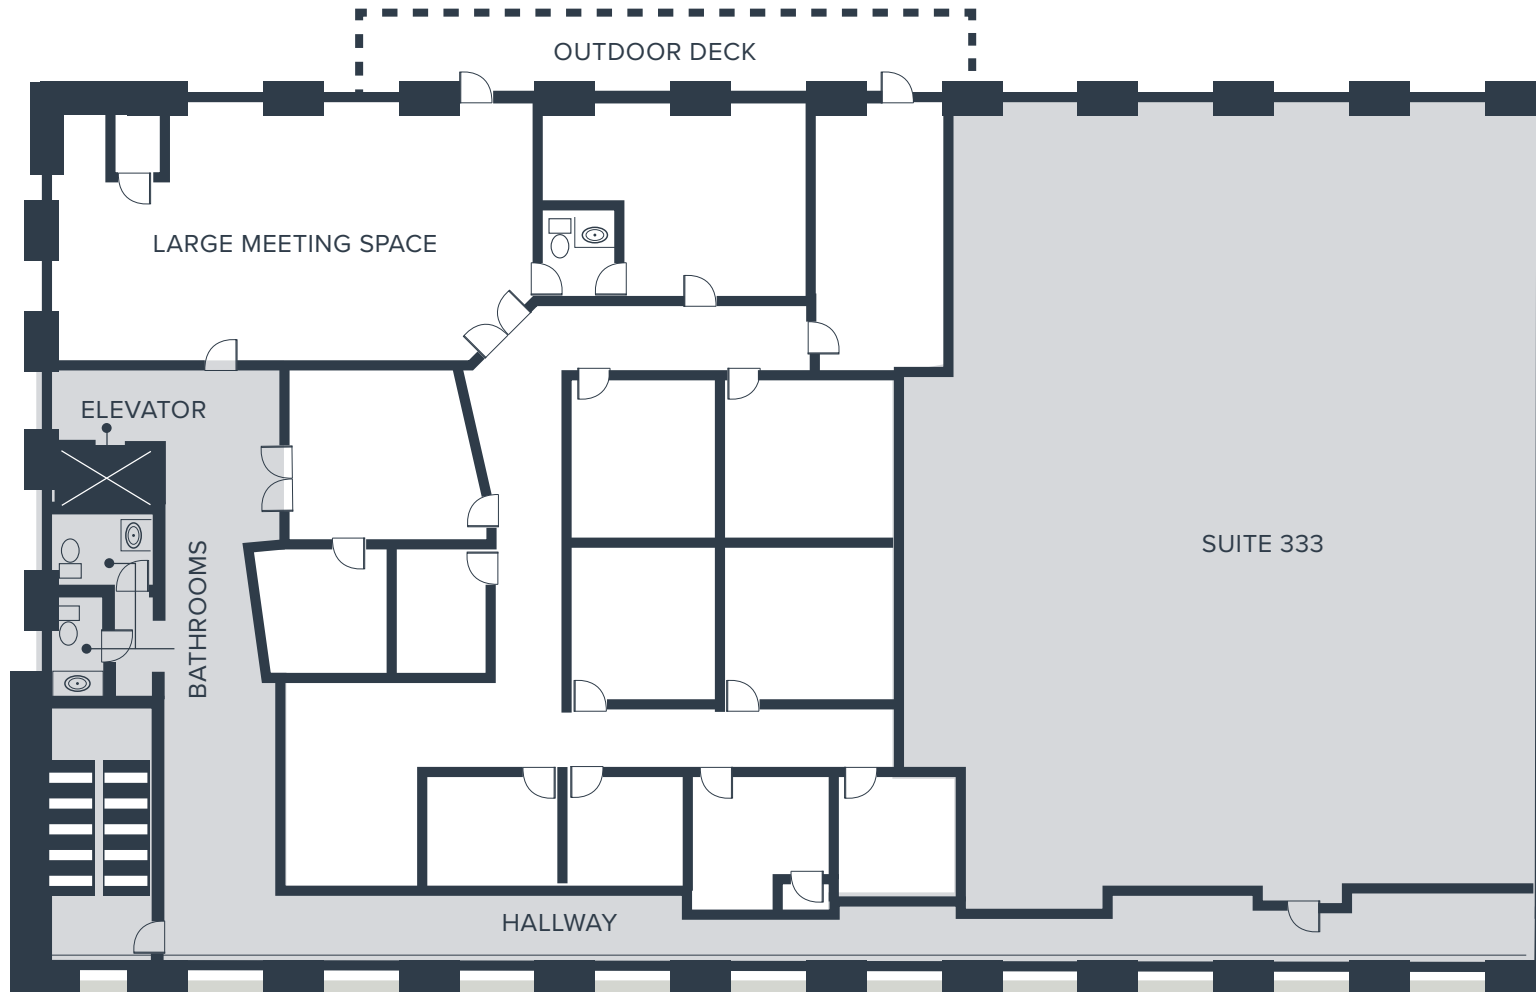 OUTDOOR DECK
LARGE MEETING SPACE
ELEVATOR
BATHROOMS
SUITE 333
HALLWAY